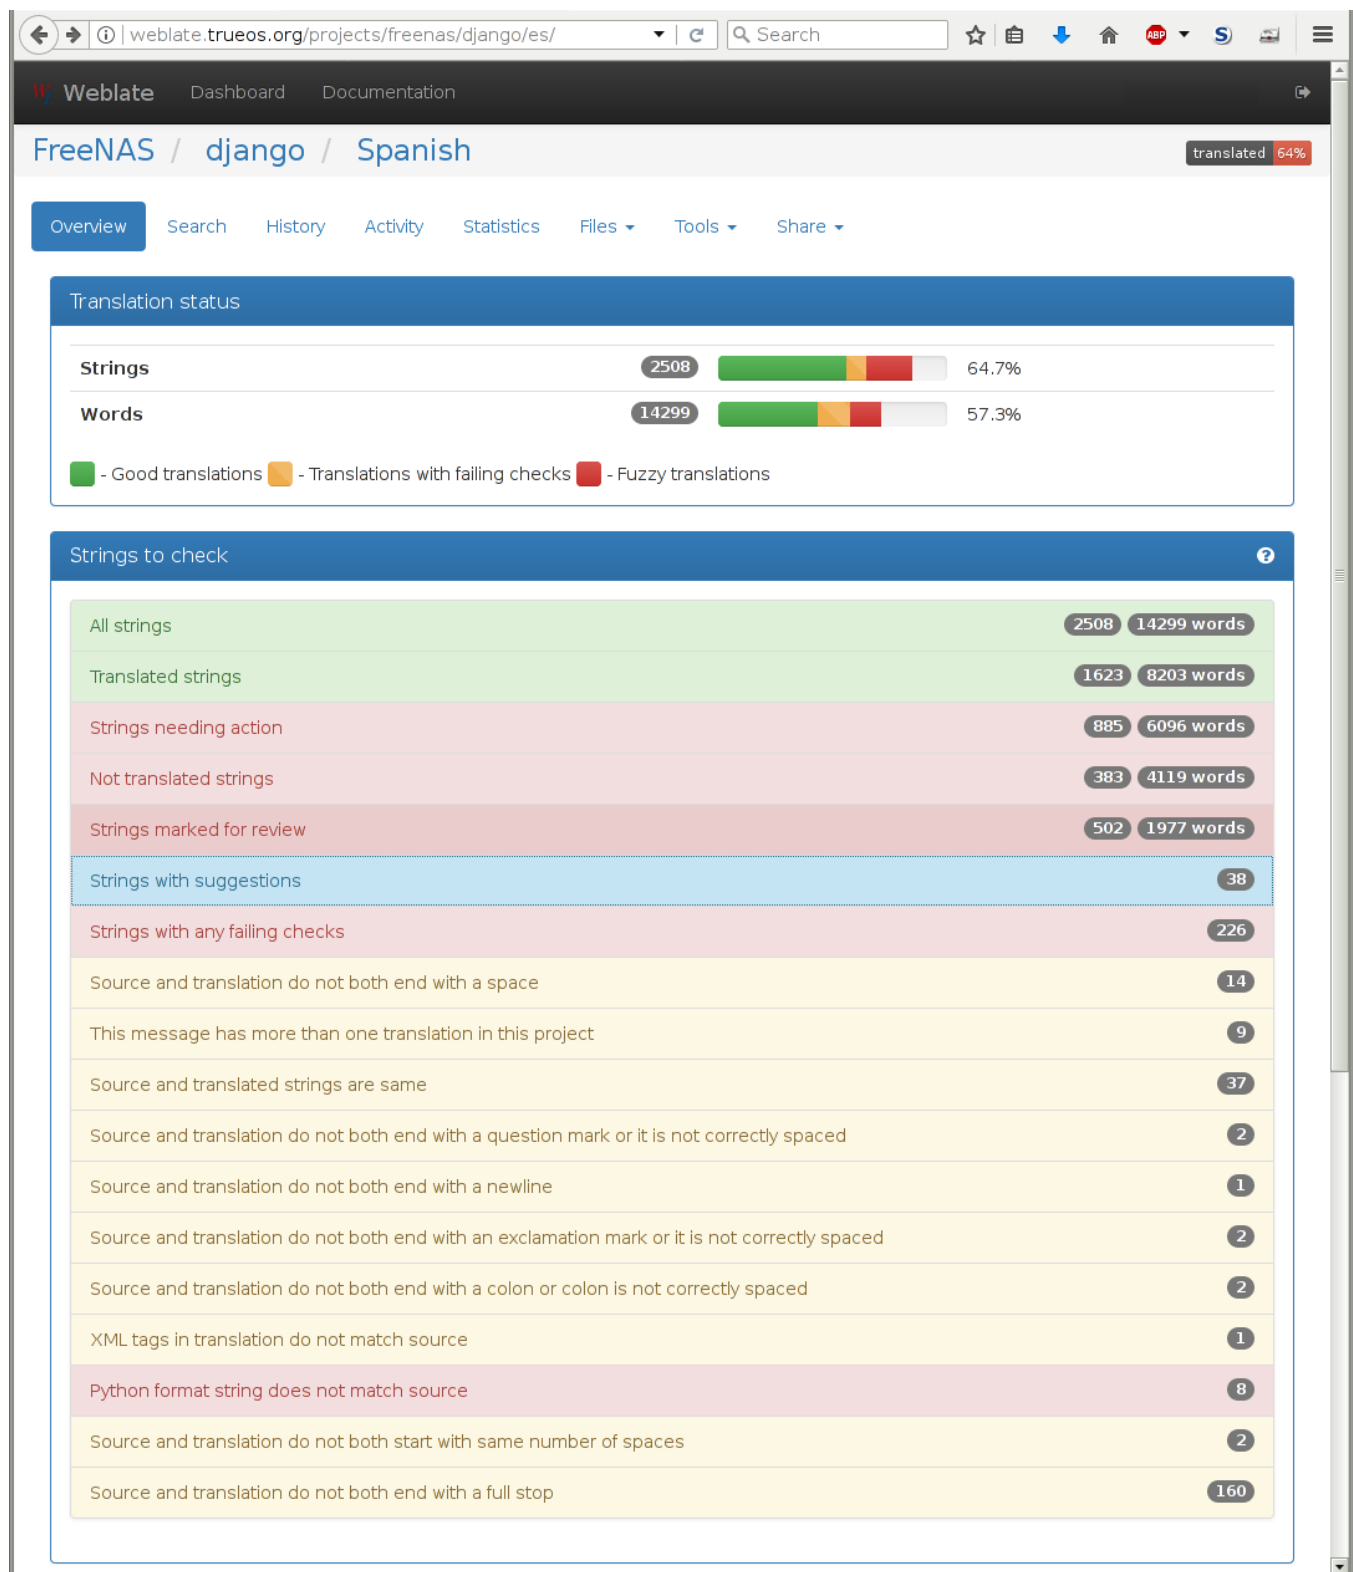 weblate.trueos.org/projects/freenas/django/es/ Search ABP S
Weblate Dashboard Documentation
FreeNAS / django / Spanish translated 64%
Overview Search History Activity Statistics Files Tools Share
Translation status
Strings 2508 64.7%
Words 14299 57.3%
- Good translations - Translations with failing checks - Fuzzy translations
Strings to check ?
All strings 2508 14299 words
Translated strings 1623 8203 words
Strings needing action 885 6096 words
Not translated strings 383 4119 words
Strings marked for review 502 1977 words
Strings with suggestions 38
Strings with any failing checks 226
Source and translation do not both end with a space 14
This message has more than one translation in this project 9
Source and translated strings are same 37
Source and translation do not both end with a question mark or it is not correctly spaced 2
Source and translation do not both end with a newline 1
Source and translation do not both end with an exclamation mark or it is not correctly spaced 2
Source and translation do not both end with a colon or colon is not correctly spaced 2
XML tags in translation do not match source 1
Python format string does not match source 8
Source and translation do not both start with same number of spaces 2
Source and translation do not both end with a full stop 160